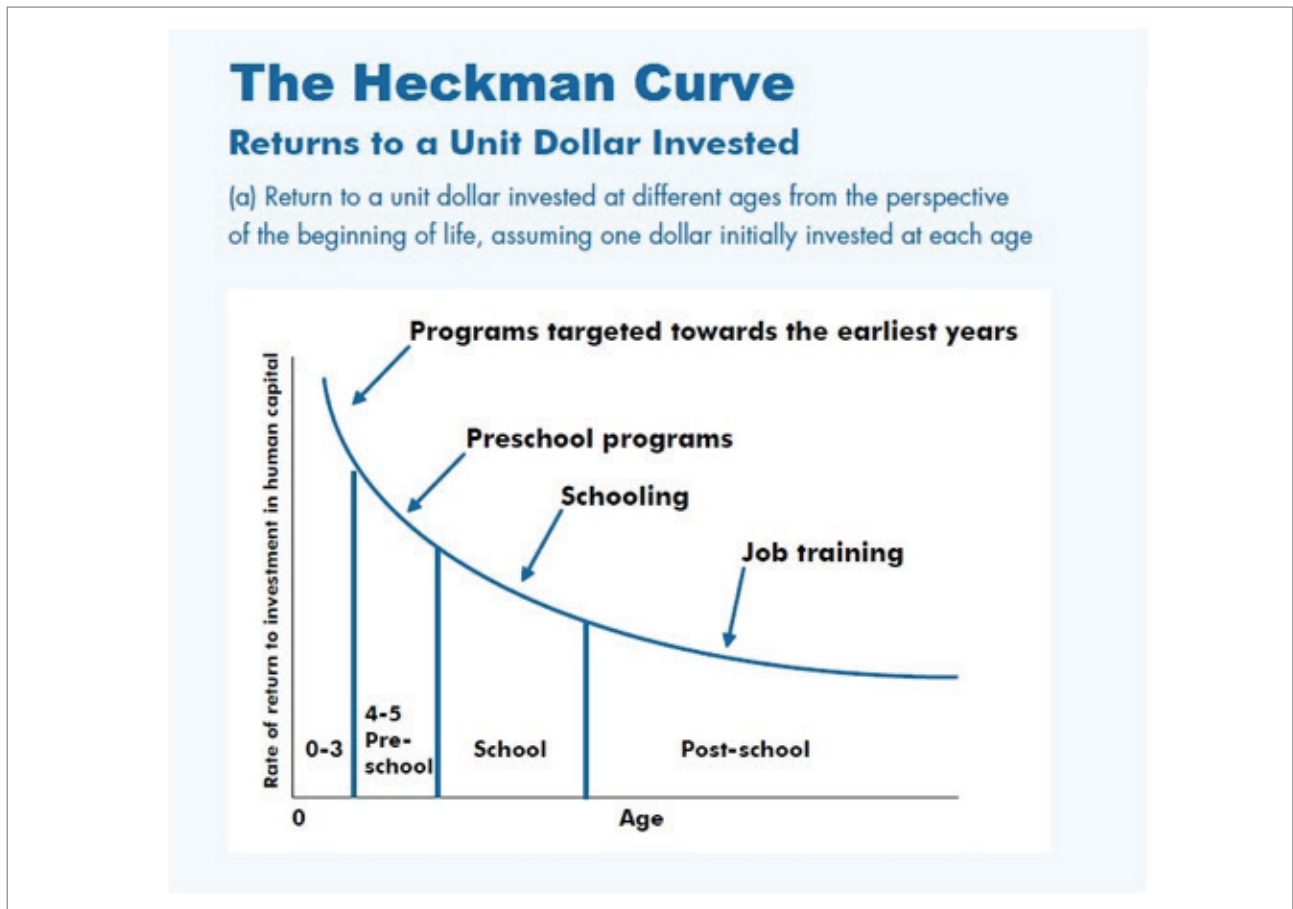 The Heckman Curve
Returns to a Unit Dollar Invested
(a) Return to a unit dollar invested at different ages from the perspective
of the beginning of life, assuming one dollar initially invested at each age
Programs targeted towards the earliest years
Preschool programs
Schooling
Job training
Rate of return to investment in human capital
0-3
4-5
Pre-
school
School
Post-school
0
Age